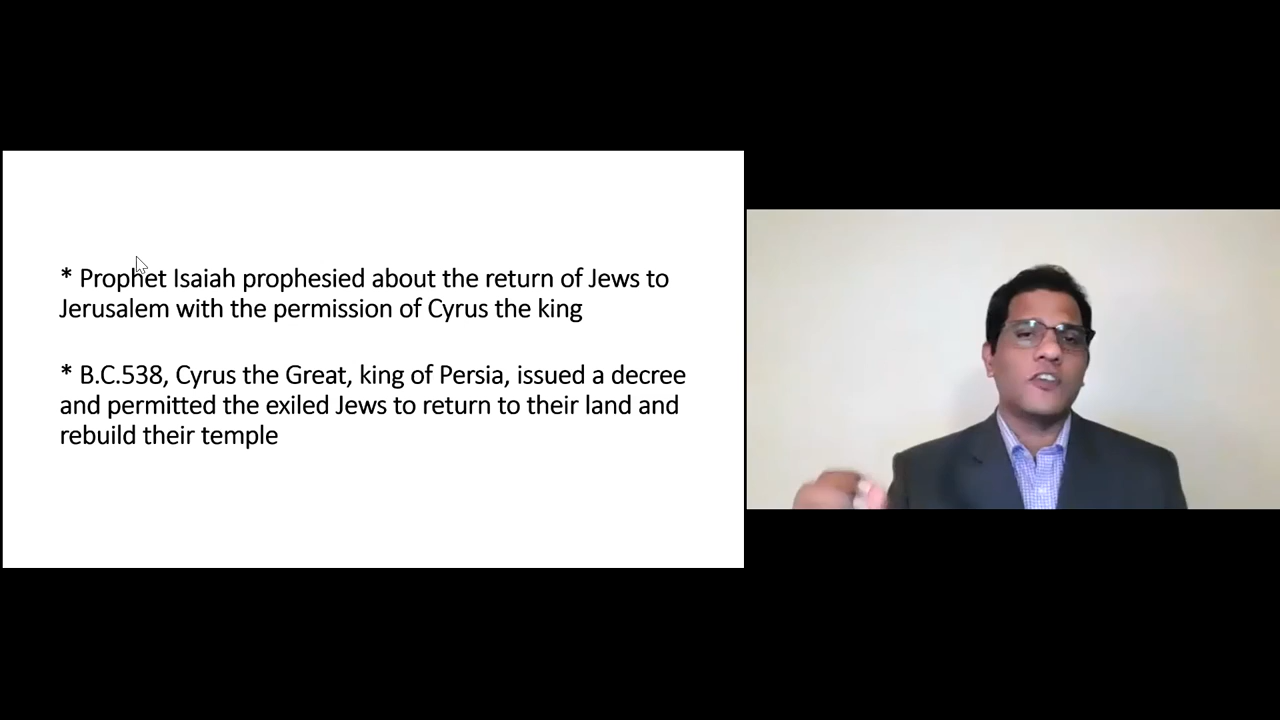 * Prophet Isaiah prophesied about the return of Jews to
Jerusalem with the permission of Cyrus the king
* B.C.538, Cyrus the Great, king of Persia, issued a decree
and permitted the exiled Jews to return to their land and
rebuild their temple